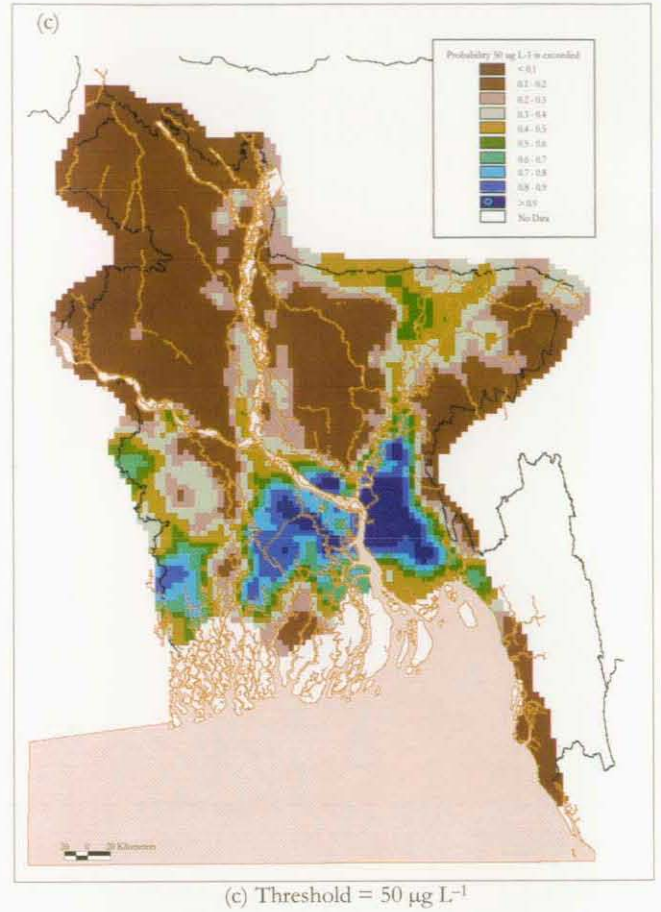 (c)
Probability 50 ug L-1 is exceeded
< 0.1
0.1 - 0.2
0.2 - 0.3
0.3 - 0.4
0.4 - 0.5
0.5 - 0.6
0.6 - 0.7
0.7 - 0.8
0.8 - 0.9
> 0.9
No Data
20 0 20 Kilometers
(c) Threshold = 50 µg L⁻¹